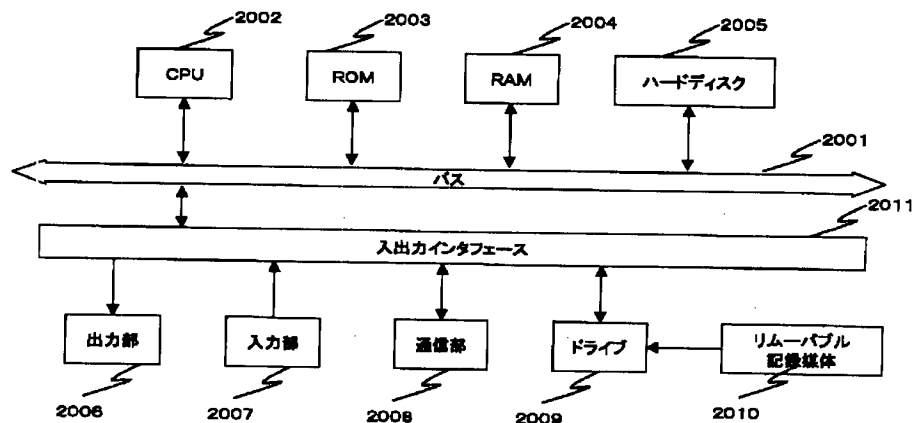 2002
2003
2004
2005
CPU
ROM
RAM
ハードディスク
2001
バス
2011
入出力インタフェース
出力部
入力部
通信部
ドライブ
リムーバブル
記録媒体
2006
2007
2008
2009
2010